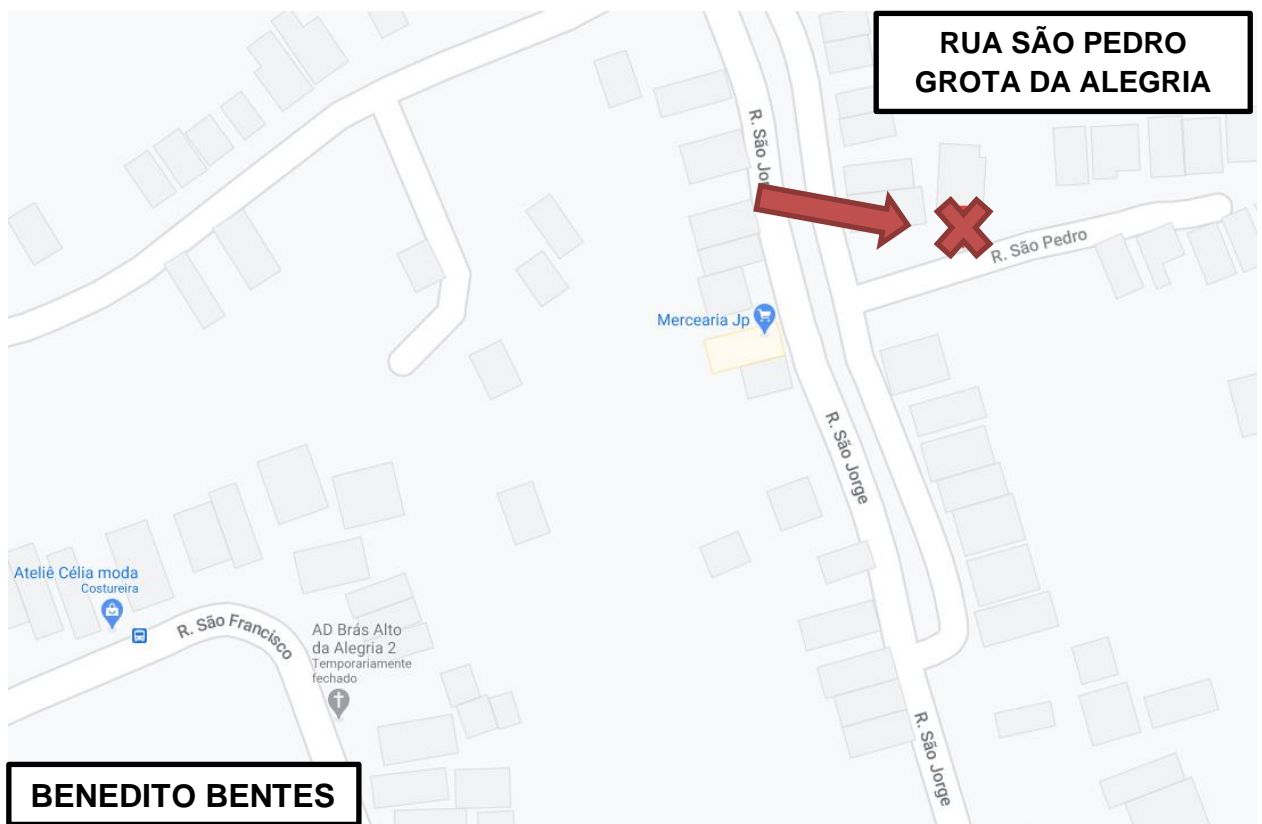 RUA SÃO PEDRO
GROTA DA ALEGRIA
R. São Jor
R. São Pedro
Mercearia Jp
R. São Jorge
Ateliê Célia moda
Costureira
R. São Francisco
AD Brás Alto
da Alegria 2
Temporariamente
fechado
R. São Jorge
BENEDITO BENTES